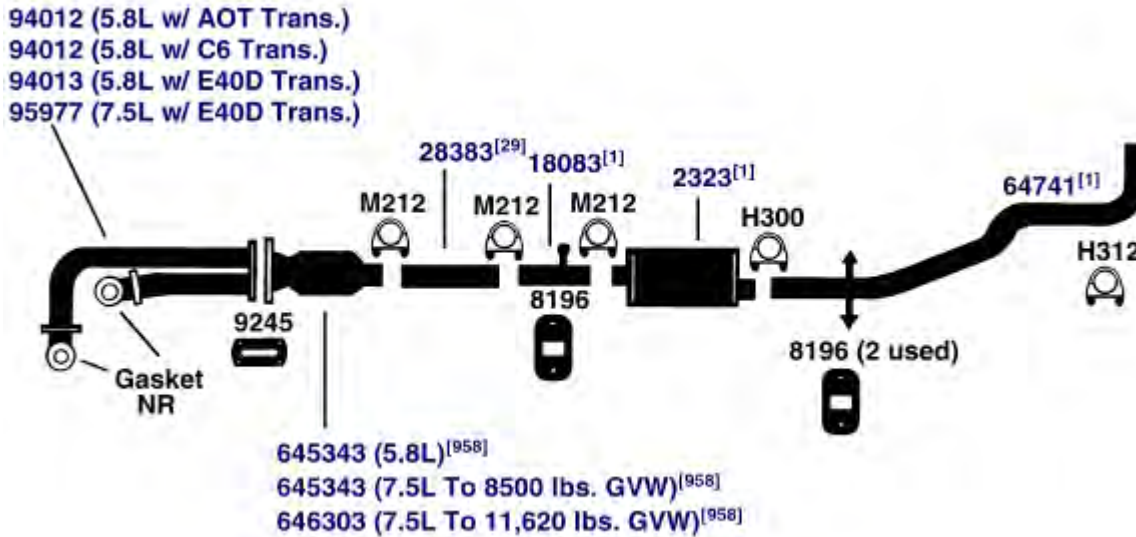 94012 (5.8L w/ AOT Trans.)
94012 (5.8L w/ C6 Trans.)
94013 (5.8L w/ E40D Trans.)
95977 (7.5L w/ E40D Trans.)
28383[29]
18083[1]
2323[1]
64741[1]
M212
M212
M212
H300
H312
9245
8196
8196 (2 used)
Gasket
NR
645343 (5.8L)[958]
645343 (7.5L To 8500 lbs. GVW)[958]
646303 (7.5L To 11,620 lbs. GVW)[958]